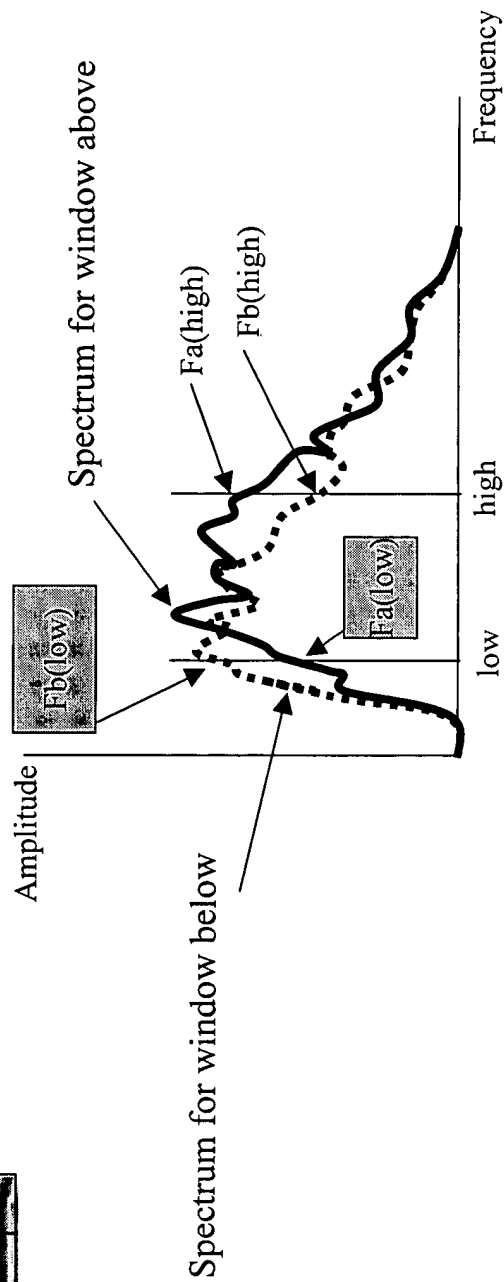 Amplitude
Fb(low)
Spectrum for window above
Fa(high)
Fb(high)
Spectrum for window below
Fa(low)
low
high
Frequency